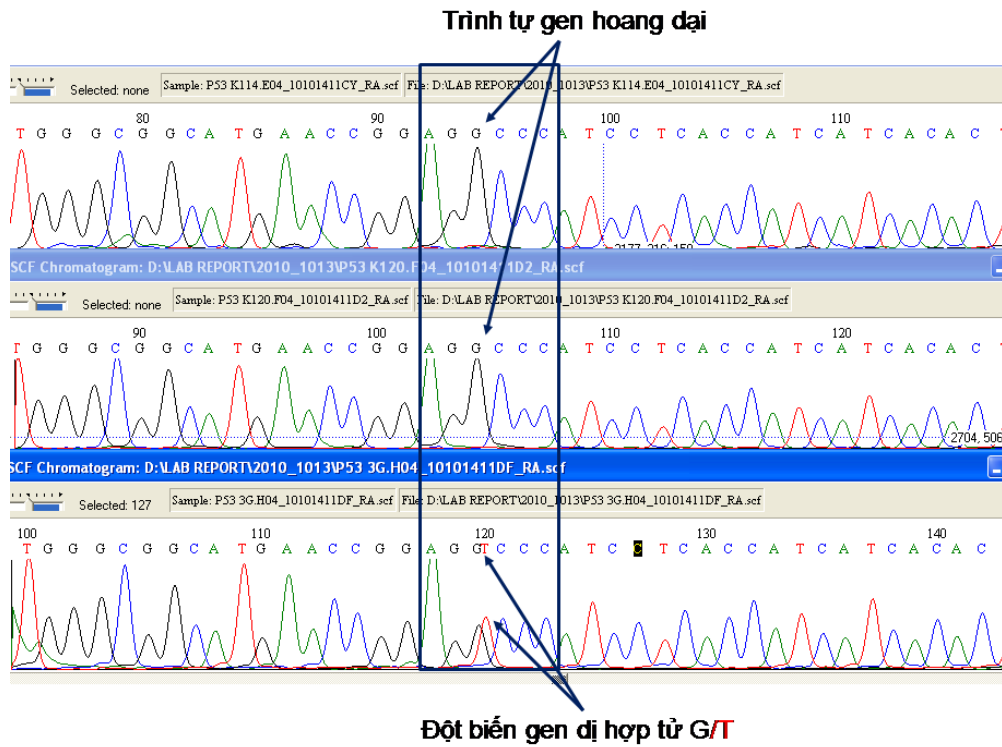 Trình tự gen hoang dại
Selected: none Sample: P53 K114.E04_10101411CY_RA.scf File: D:\LAB REPORT\2010_1013\P53 K114.E04_10101411CY_RA.scf
80 90 100 110
T G G G C G G C A T G A A C C G G A G G C C C A T C C T C A C C A T C A T C A C A C T
SCF Chromatogram: D:\LAB REPORT\2010_1013\P53 K120.F04_10101411D2_RA.scf
Selected: none Sample: P53 K120.F04_10101411D2_RA.scf File: D:\LAB REPORT\2010_1013\P53 K120.F04_10101411D2_RA.scf
90 100 110 120
T G G G C G G C A T G A A C C G G A G G C C C A T C C T C A C C A T C A T C A C A C T
2704, 506
SCF Chromatogram: D:\LAB REPORT\2010_1013\P53 3G.H04_10101411DF_RA.scf
Selected: 127 Sample: P53 3G.H04_10101411DF_RA.scf File: D:\LAB REPORT\2010_1013\P53 3G.H04_10101411DF_RA.scf
100 110 120 130 140
T G G G C G G C A T G A A C C G G A G G T C C C A T C C T C A C C A T C A T C A C A C
Đột biến gen dị hợp tử G/T